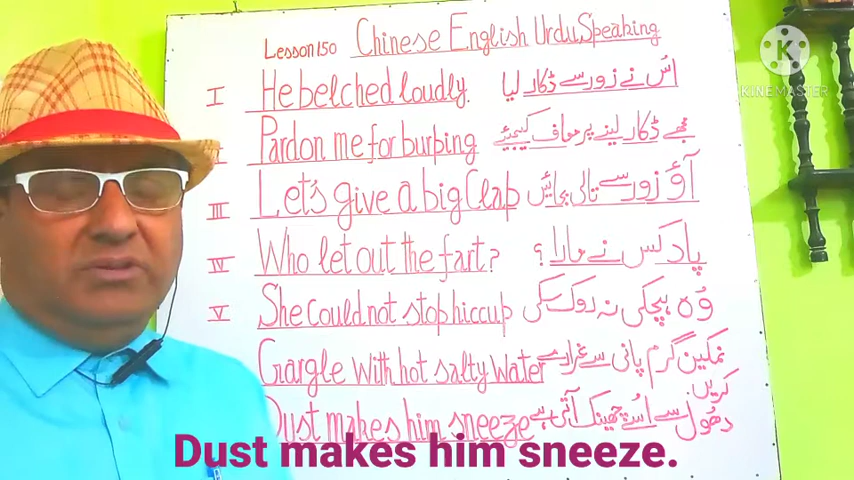 Lesson 150 Chinese English Urdu Speaking
K
KINEMASTER
I He belched loudly. اُس نے زور سے ڈکار لیا
Pardon me for burping مجھے ڈکار لینے پر معاف کیجیئے
III Let's give a big Clap آؤ زور سے تالی بجائیں
IV Who let out the fart? پاد کس نے مارا؟
V She could not stop hiccup وُہ ہچکی نہ روک سکی
Gargle with hot salty water نمکین گرم پانی سے غرارے کریں.
Dust makes him sneeze دھُول سے اُسے چھینک آتی ہے
Dust makes him sneeze.